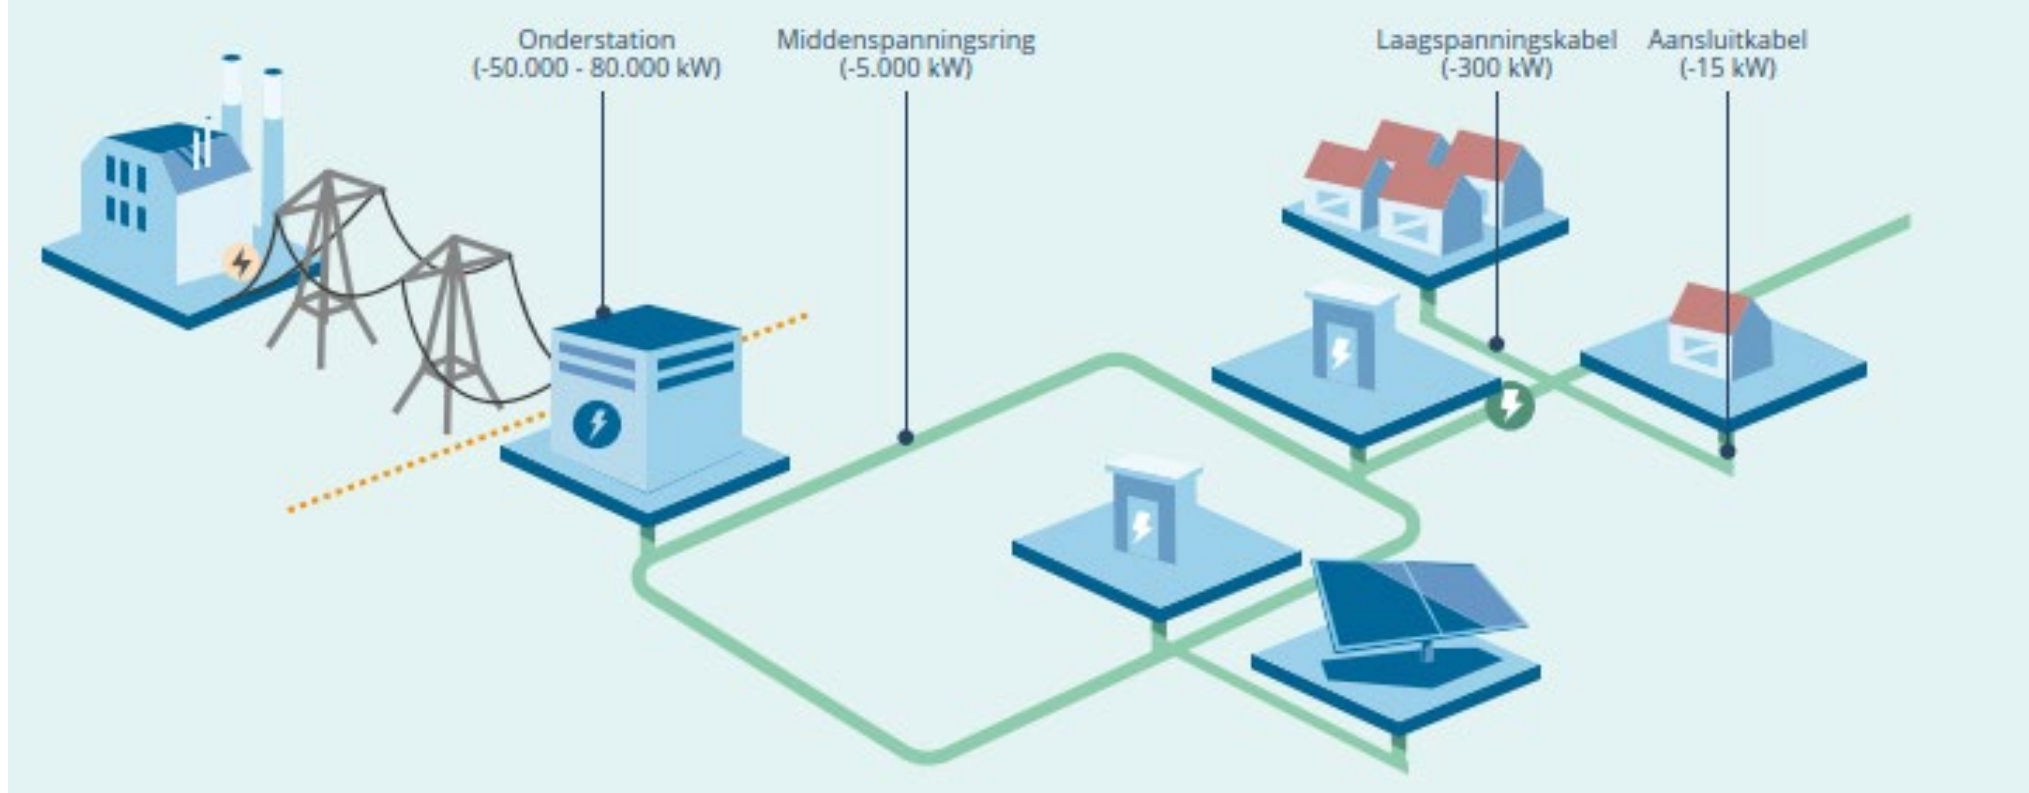 Onderstation
(-50.000 - 80.000 kW)
Middenspanningsring
(-5.000 kW)
Laagspanningskabel
(-300 kW)
Aansluitkabel
(-15 kW)